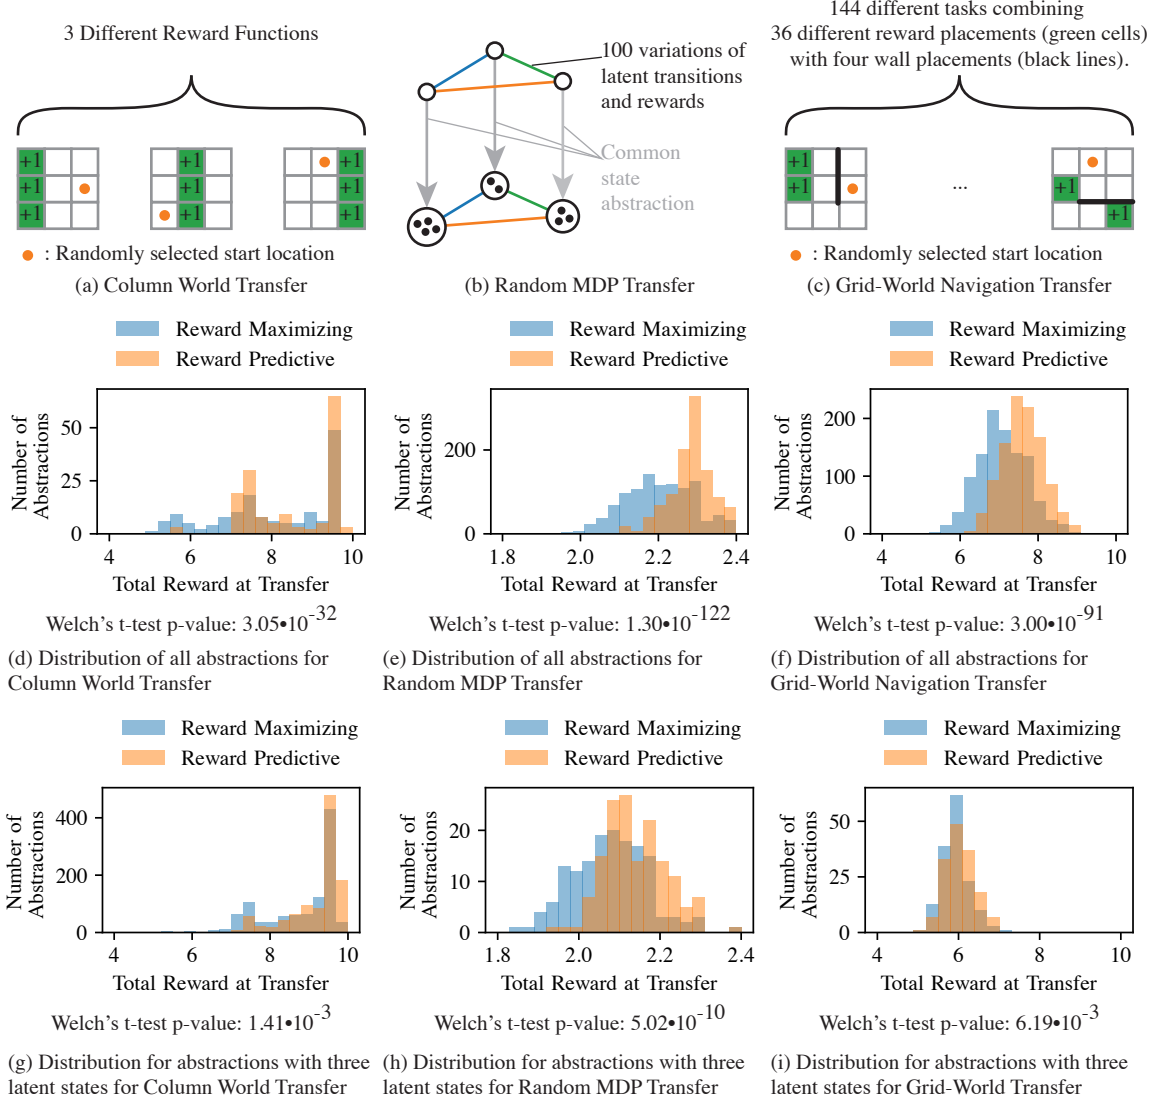 3 Different Reward Functions
+1
+1
+1
+1
+1
+1
+1
+1
+1
: Randomly selected start location
(a) Column World Transfer
100 variations of
latent transitions
and rewards
Common
state
abstraction
(b) Random MDP Transfer
144 different tasks combining
36 different reward placements (green cells)
with four wall placements (black lines).
+1
+1
...
+1
+1
: Randomly selected start location
(c) Grid-World Navigation Transfer
Reward Maximizing
Reward Predictive
Number of
Abstractions
50
25
0
4 6 8 10
Total Reward at Transfer
Welch's t-test p-value: 3.05•10^-32
(d) Distribution of all abstractions for
Column World Transfer
Reward Maximizing
Reward Predictive
Number of
Abstractions
200
0
1.8 2.0 2.2 2.4
Total Reward at Transfer
Welch's t-test p-value: 1.30•10^-122
(e) Distribution of all abstractions for
Random MDP Transfer
Reward Maximizing
Reward Predictive
Number of
Abstractions
200
100
0
4 6 8 10
Total Reward at Transfer
Welch's t-test p-value: 3.00•10^-91
(f) Distribution of all abstractions for
Grid-World Navigation Transfer
Reward Maximizing
Reward Predictive
Number of
Abstractions
400
200
0
4 6 8 10
Total Reward at Transfer
Welch's t-test p-value: 1.41•10^-3
(g) Distribution for abstractions with three
latent states for Column World Transfer
Reward Maximizing
Reward Predictive
Number of
Abstractions
20
10
0
1.8 2.0 2.2 2.4
Total Reward at Transfer
Welch's t-test p-value: 5.02•10^-10
(h) Distribution for abstractions with three
latent states for Random MDP Transfer
Reward Maximizing
Reward Predictive
Number of
Abstractions
50
25
0
4 6 8 10
Total Reward at Transfer
Welch's t-test p-value: 6.19•10^-3
(i) Distribution for abstractions with three
latent states for Grid-World Transfer